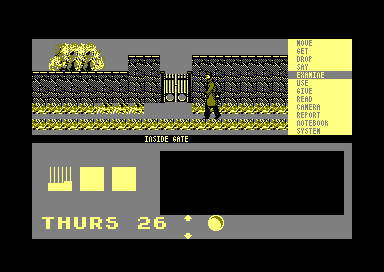 MOVE
GET
DROP
SAY
EXAMINE
USE
GIVE
READ
CAMERA
REPORT
NOTEBOOK
SYSTEM
INSIDE GATE
THURS 26